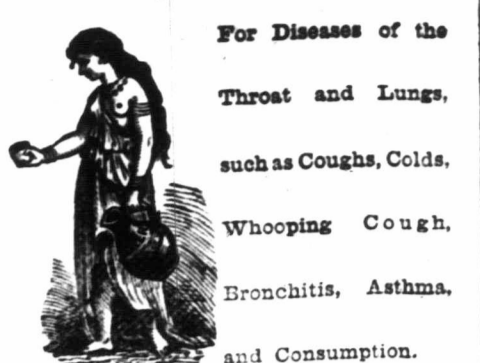 For Diseases of the
Throat and Lungs,
such as Coughs, Colds,
Whooping Cough,
Bronchitis, Asthma,
and Consumption.